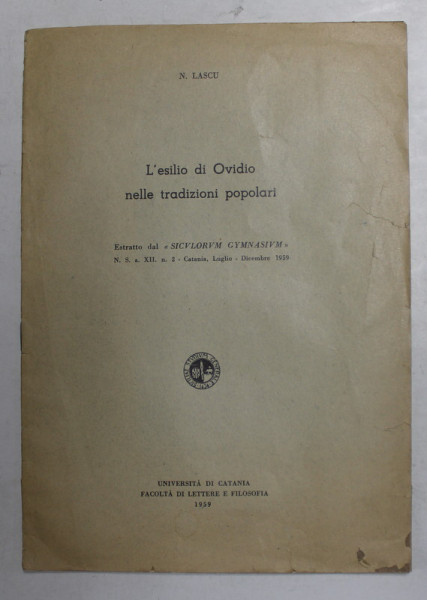 N. LASCU
L'esilio di Ovidio
nelle tradizioni popolari
Estratto dal « SICVLORVM GYMNASIVM »
N. S. a. XII. n. 2 - Catania, Luglio - Dicembre 1959
UNIVERSITÀ DI CATANIA
FACOLTÀ DI LETTERE E FILOSOFIA
1959